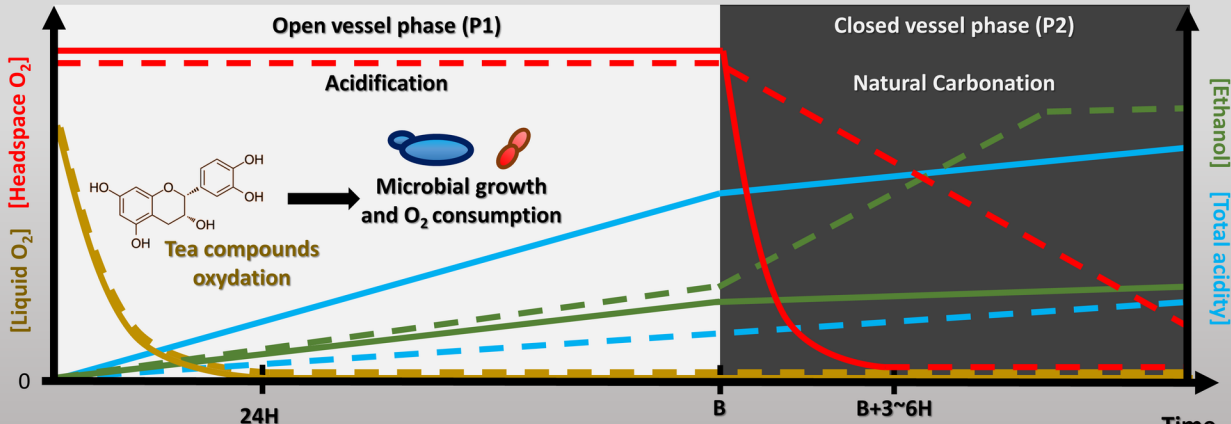 Open vessel phase (P1)
Closed vessel phase (P2)
Acidification
Natural Carbonation
[Headspace O2]
[Liquid O2]
[Ethanol]
[Total acidity]
OH
OH
HO
O
OH
OH
Microbial growth
and O2 consumption
Tea compounds
oxydation
0
24H
B
B+3~6H
Time